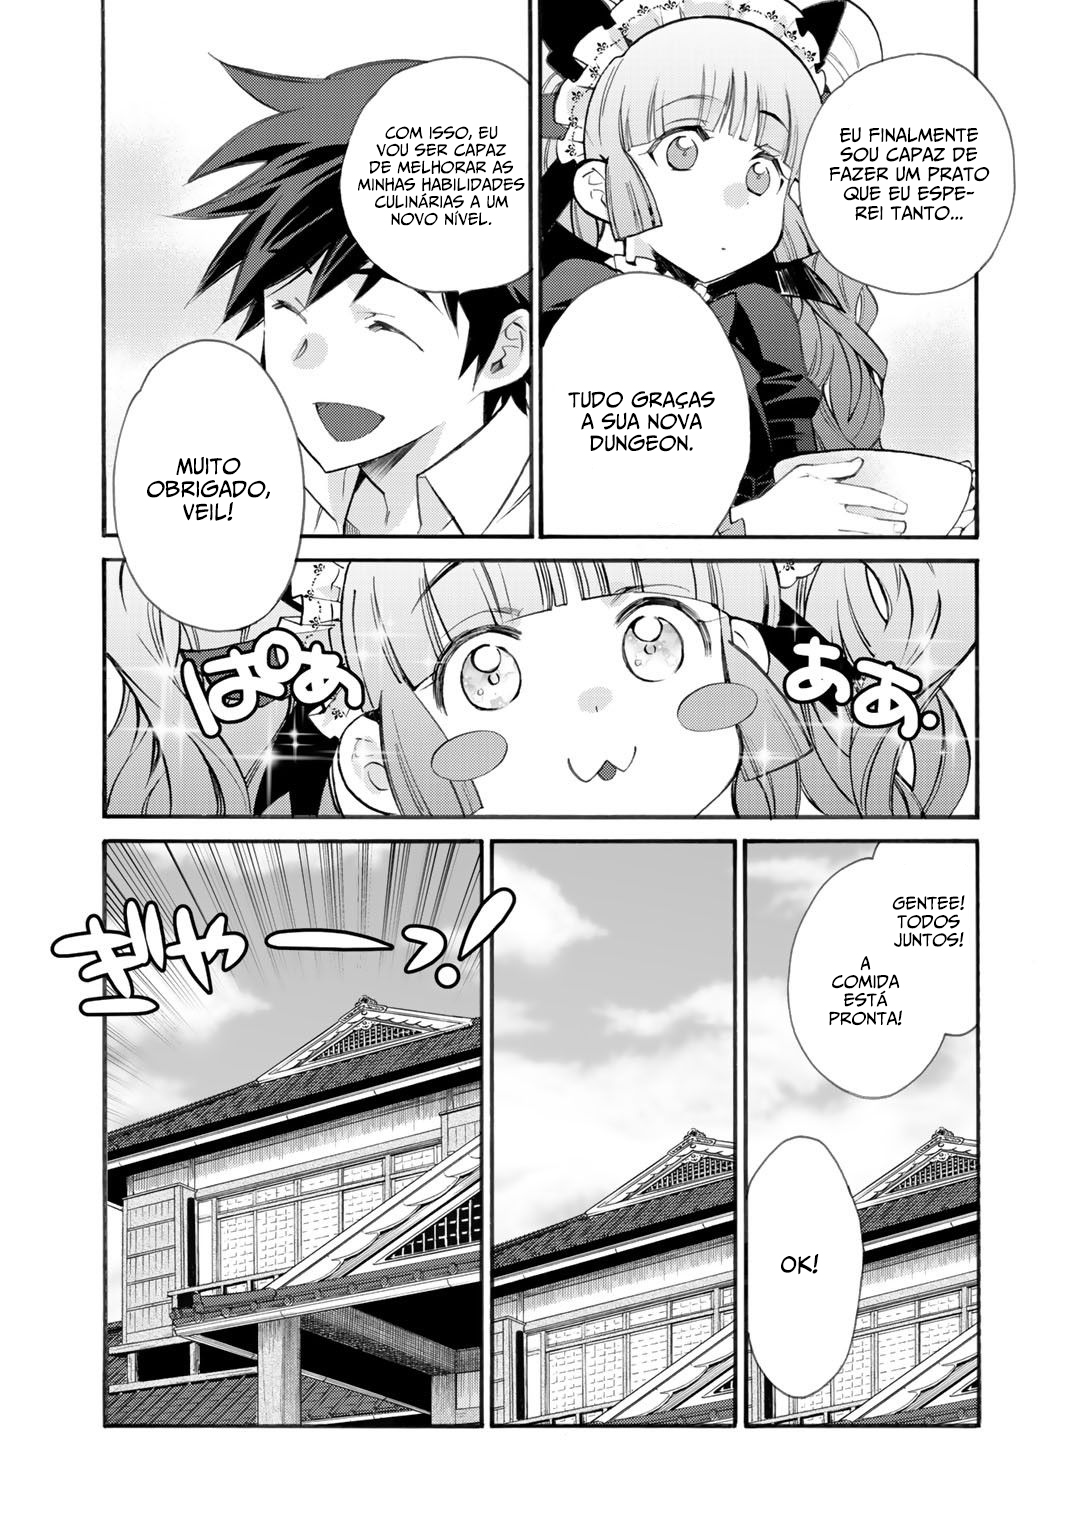 EU FINALMENTE
SOU CAPAZ DE
FAZER UM PRATO
QUE EU ESPE-
REI TANTO...
TUDO GRAÇAS
A SUA NOVA
DUNGEON.
COM ISSO, EU
VOU SER CAPAZ
DE MELHORAR AS
MINHAS HABILIDADES
CULINÁRIAS A UM
NOVO NÍVEL.
MUITO
OBRIGADO,
VEIL!
ぱぁぁぁ
GENTEE!
TODOS
JUNTOS!
A
COMIDA
ESTÁ
PRONTA!
OK!
ぎゃーっ!